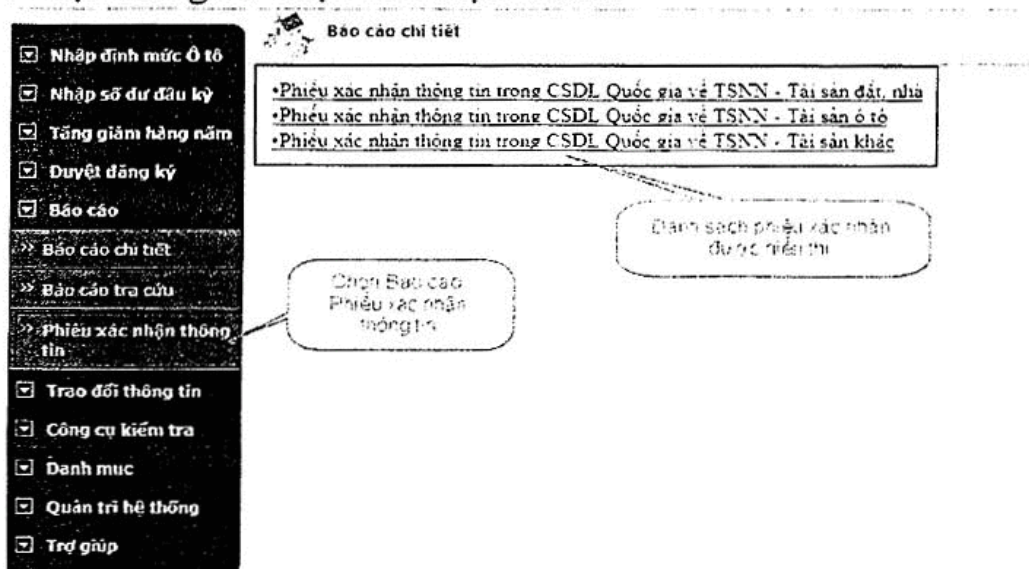 Báo cáo chi tiết
Nhập định mức Ô tô
Nhập số dư đầu kỳ
Tăng giảm hàng năm
Duyệt đăng ký
Báo cáo
» Báo cáo chi tiết
» Báo cáo tra cứu
» Phiếu xác nhận thông
tin
Trao đổi thông tin
Công cụ kiểm tra
Danh mục
Quản trị hệ thống
Trợ giúp
•Phiếu xác nhận thông tin trong CSDL Quốc gia về TSNN - Tài sản đất, nhà
•Phiếu xác nhận thông tin trong CSDL Quốc gia về TSNN - Tài sản ô tô
•Phiếu xác nhận thông tin trong CSDL Quốc gia về TSNN - Tài sản khác
Danh sách phiếu xác nhận
được hiển thị
Chọn Báo cáo
Phiếu xác nhận
thông tin